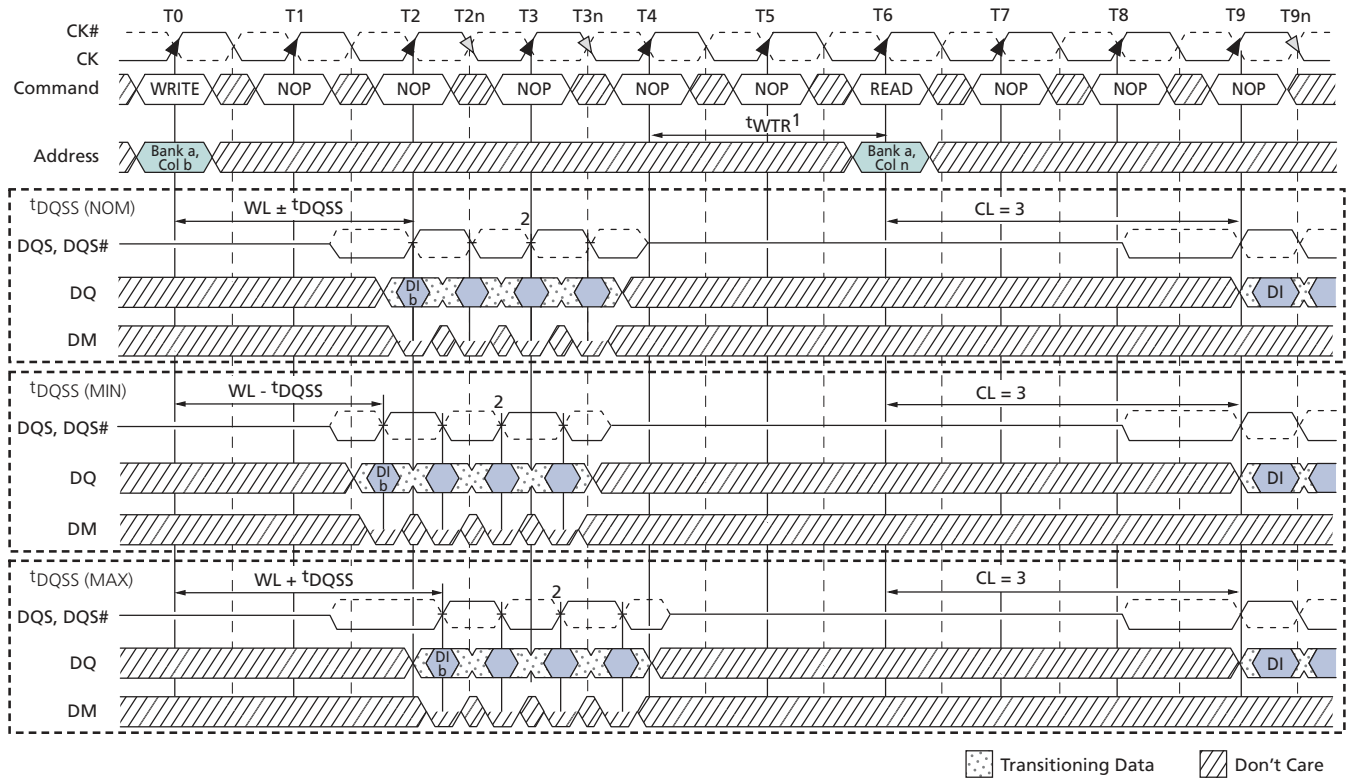 T0 T1 T2 T2n T3 T3n T4 T5 T6 T7 T8 T9 T9n
CK#
CK
Command WRITE NOP NOP NOP NOP NOP READ NOP NOP NOP
tWTR1
Address Bank a, Col b Bank a, Col n
tDQSS (NOM) WL ± tDQSS CL = 3
2
DQS, DQS#
DQ DI b DI
DM
tDQSS (MIN) WL - tDQSS CL = 3
2
DQS, DQS#
DQ DI b DI
DM
tDQSS (MAX) WL + tDQSS CL = 3
2
DQS, DQS#
DQ DI b DI
DM
Transitioning Data Don't Care